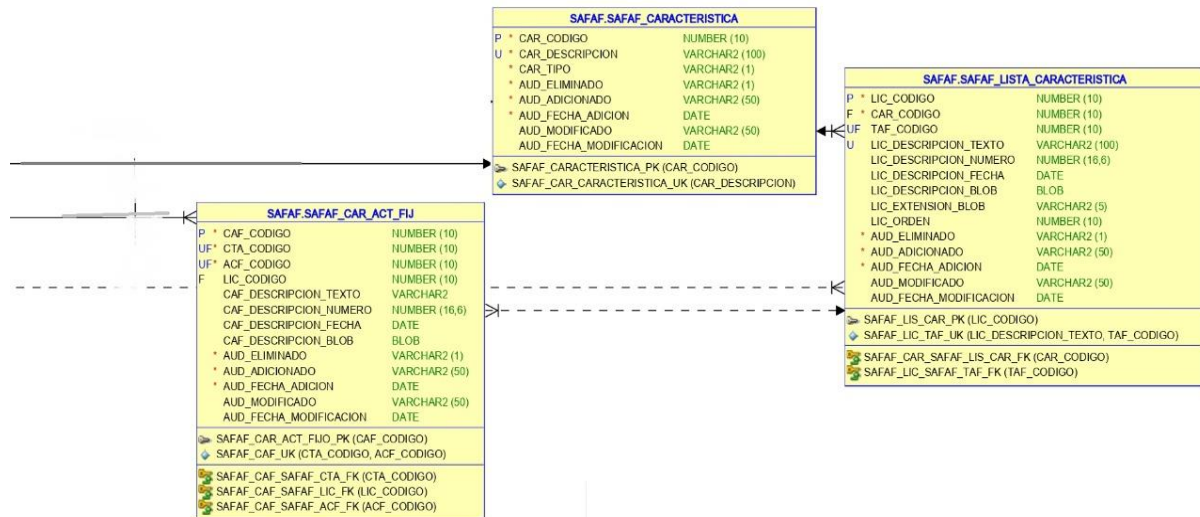 SAFAF.SAFAF_CARACTERISTICA
P * CAR_CODIGO NUMBER (10)
U * CAR_DESCRIPCION VARCHAR2 (100)
* CAR_TIPO VARCHAR2 (1)
* AUD_ELIMINADO VARCHAR2 (1)
* AUD_ADICIONADO VARCHAR2 (50)
* AUD_FECHA_ADICION DATE
AUD_MODIFICADO VARCHAR2 (50)
AUD_FECHA_MODIFICACION DATE
SAFAF_CARACTERISTICA_PK (CAR_CODIGO)
SAFAF_CAR_CARACTERISTICA_UK (CAR_DESCRIPCION)
SAFAF.SAFAF_LISTA_CARACTERISTICA
P * LIC_CODIGO NUMBER (10)
F * CAR_CODIGO NUMBER (10)
UF TAF_CODIGO NUMBER (10)
U LIC_DESCRIPCION_TEXTO VARCHAR2 (100)
LIC_DESCRIPCION_NUMERO NUMBER (16,6)
LIC_DESCRIPCION_FECHA DATE
LIC_DESCRIPCION_BLOB BLOB
LIC_EXTENSION_BLOB VARCHAR2 (5)
LIC_ORDEN NUMBER (10)
* AUD_ELIMINADO VARCHAR2 (1)
* AUD_ADICIONADO VARCHAR2 (50)
* AUD_FECHA_ADICION DATE
AUD_MODIFICADO VARCHAR2 (50)
AUD_FECHA_MODIFICACION DATE
SAFAF_LIS_CAR_PK (LIC_CODIGO)
SAFAF_LIC_TAF_UK (LIC_DESCRIPCION_TEXTO, TAF_CODIGO)
SAFAF_CAR_SAFAF_LIS_CAR_FK (CAR_CODIGO)
SAFAF_LIC_SAFAF_TAF_FK (TAF_CODIGO)
SAFAF.SAFAF_CAR_ACT_FIJ
P * CAF_CODIGO NUMBER (10)
UF* CTA_CODIGO NUMBER (10)
UF* ACF_CODIGO NUMBER (10)
F LIC_CODIGO NUMBER (10)
CAF_DESCRIPCION_TEXTO VARCHAR2
CAF_DESCRIPCION_NUMERO NUMBER (16,6)
CAF_DESCRIPCION_FECHA DATE
CAF_DESCRIPCION_BLOB BLOB
* AUD_ELIMINADO VARCHAR2 (1)
* AUD_ADICIONADO VARCHAR2 (50)
* AUD_FECHA_ADICION DATE
AUD_MODIFICADO VARCHAR2 (50)
AUD_FECHA_MODIFICACION DATE
SAFAF_CAR_ACT_FIJO_PK (CAF_CODIGO)
SAFAF_CAF_UK (CTA_CODIGO, ACF_CODIGO)
SAFAF_CAF_SAFAF_CTA_FK (CTA_CODIGO)
SAFAF_CAF_SAFAF_LIC_FK (LIC_CODIGO)
SAFAF_CAF_SAFAF_ACF_FK (ACF_CODIGO)